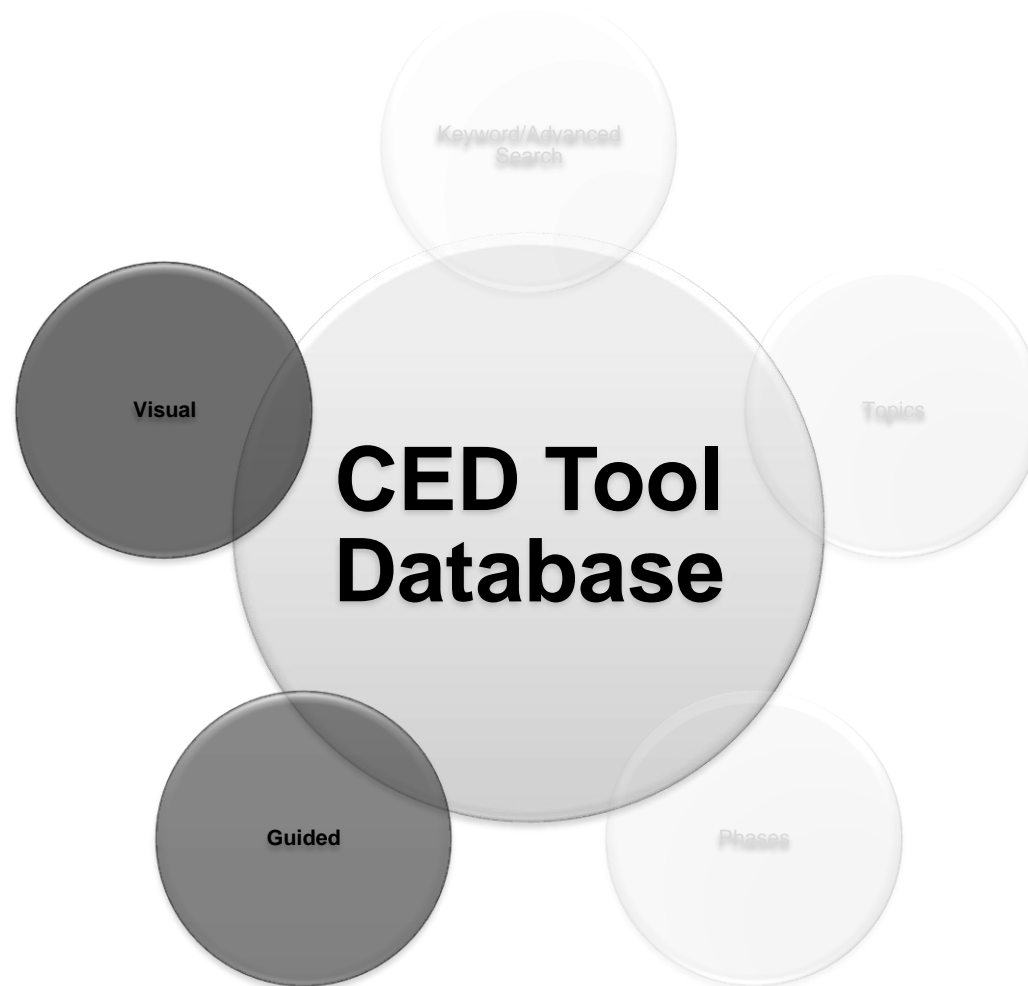 Keyword/Advanced
Search
Visual
Topics
CED Tool
Database
Guided
Phases